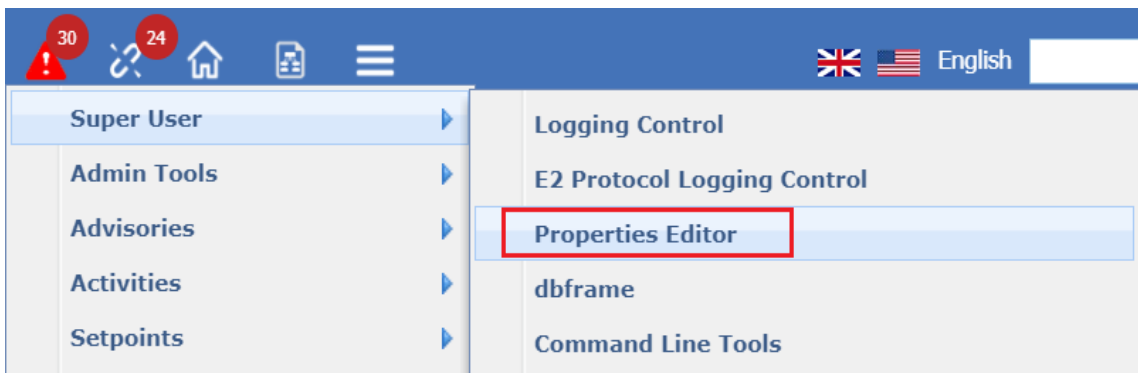 30
24
English
Super User
Admin Tools
Advisories
Activities
Setpoints
Logging Control
E2 Protocol Logging Control
Properties Editor
dbframe
Command Line Tools